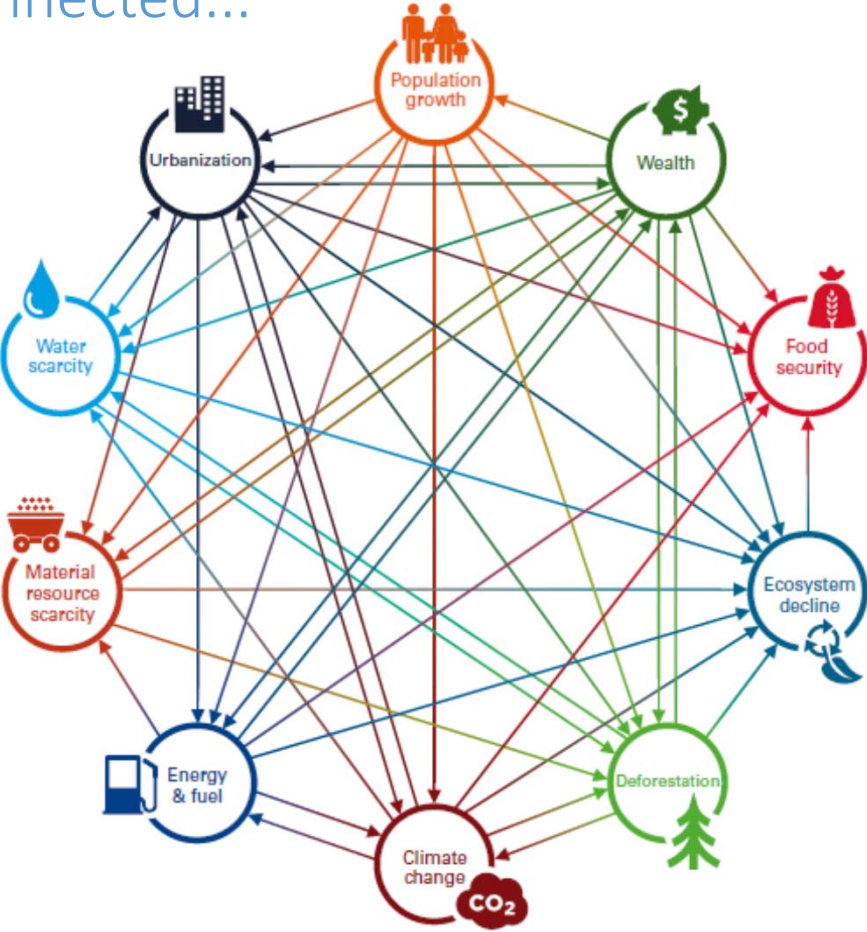 Population
growth
Urbanization
$
Wealth
Water
scarcity
Food
security
Material
resource
scarcity
Ecosystem
decline
Energy
& fuel
Deforestation
Climate
change
CO₂